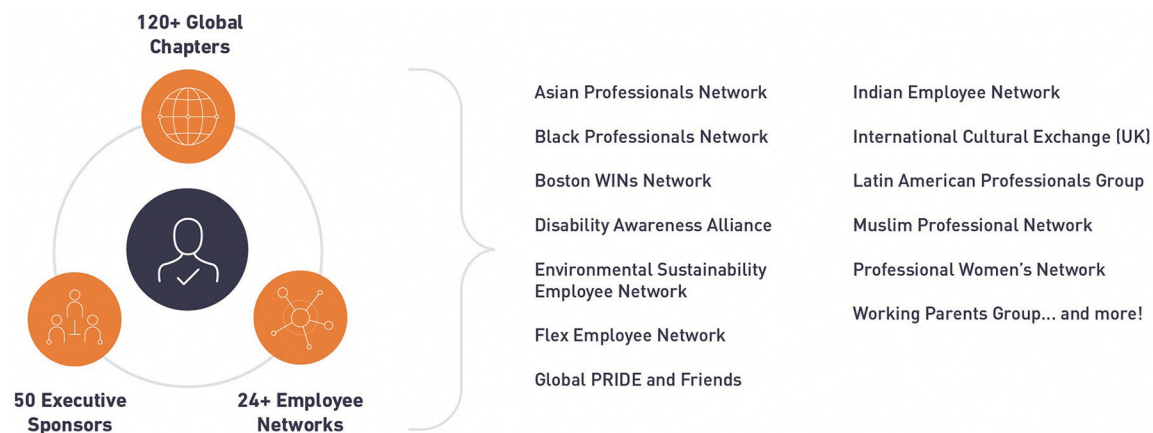 120+ Global
Chapters
50 Executive
Sponsors
24+ Employee
Networks
Asian Professionals Network
Black Professionals Network
Boston WINs Network
Disability Awareness Alliance
Environmental Sustainability
Employee Network
Flex Employee Network
Global PRIDE and Friends
Indian Employee Network
International Cultural Exchange (UK)
Latin American Professionals Group
Muslim Professional Network
Professional Women’s Network
Working Parents Group... and more!